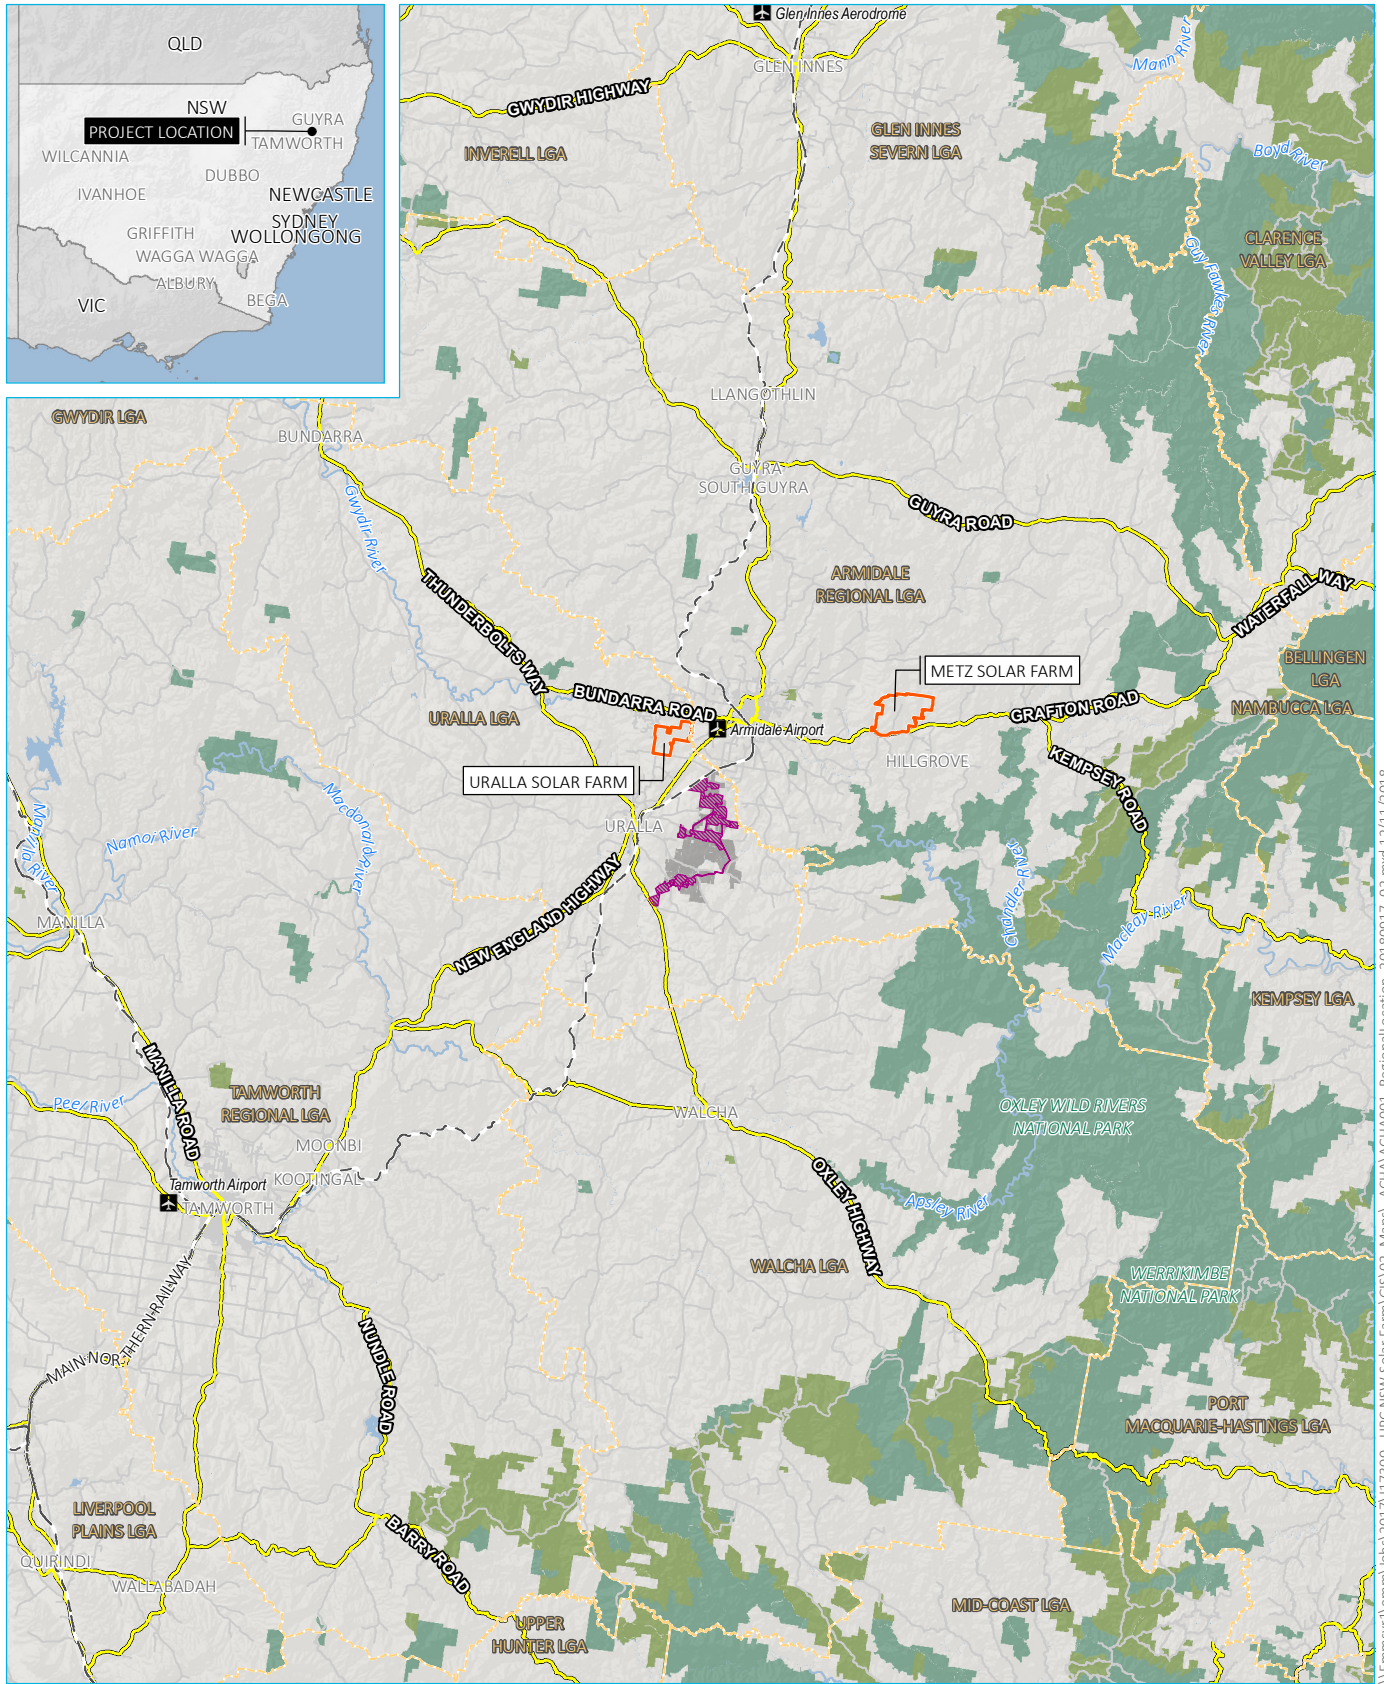 QLD
NSW
PROJECT LOCATION
GUYRA
TAMWORTH
WILCANNIA
DUBBO
IVANHOE
NEWCASTLE
SYDNEY
WOLLONGONG
GRIFFITH
WAGGA WAGGA
ALBURY
BEGA
VIC
Glen Innes Aerodrome
GLEN INNES
GWYDIR HIGHWAY
Mann River
INVERELL LGA
GLEN INNES
SEVERN LGA
Boyd River
CLARENCE
VALLEY LGA
Guy Fawkes River
LLANGOTHLIN
GWYDIR LGA
BUNDARRA
GUYRA
SOUTH GUYRA
Gwydir River
GUYRA ROAD
ARMIDALE
REGIONAL LGA
THUNDERBOLTS WAY
WATERFALL WAY
BELLINGEN
LGA
METZ SOLAR FARM
BUNDARRA ROAD
GRAFTON ROAD
NAMBUCCA LGA
URALLA LGA
Armidale Airport
HILLGROVE
KEMPSEY ROAD
URALLA SOLAR FARM
Macdonald River
Manilla River
Namoi River
URALLA
Chandler River
NEW ENGLAND HIGHWAY
MANILLA
Macleay River
KEMPSEY LGA
MANILLA ROAD
Peel River
TAMWORTH
REGIONAL LGA
WALCHA
OXLEY WILD RIVERS
NATIONAL PARK
MOONBI
KOOTINGAL
Tamworth Airport
TAMWORTH
OXLEY HIGHWAY
Apsley River
WALCHA LGA
WERRIKIMBE
NATIONAL PARK
MAIN NORTHERN RAILWAY
NUNDLE ROAD
PORT
MACQUARIE-HASTINGS LGA
LIVERPOOL
PLAINS LGA
QUIRINDI
WALLABADAH
BARRY ROAD
UPPER
HUNTER LGA
MID-COAST LGA